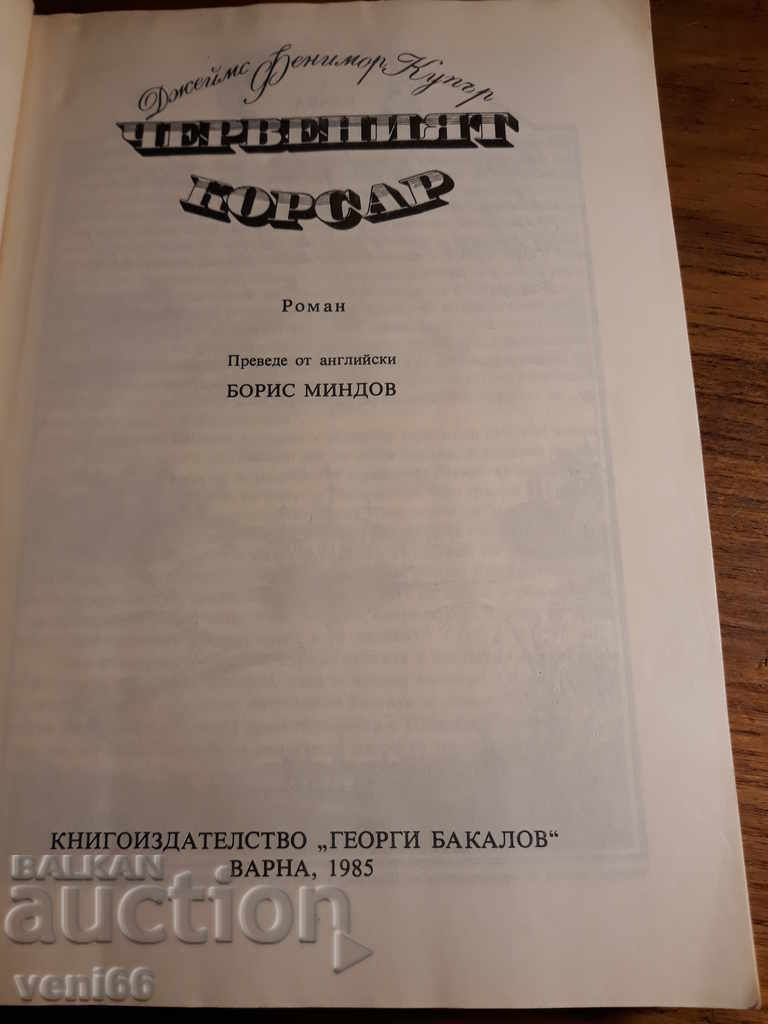 Джеймс Фенимор Купър
ЧЕРВЕНИЯТ
КОРСАР
Роман
Преведе от английски
БОРИС МИНДОВ
КНИГОИЗДАТЕЛСТВО „ГЕОРГИ БАКАЛОВ“
ВАРНА, 1985
BALKAN
auction
veni66